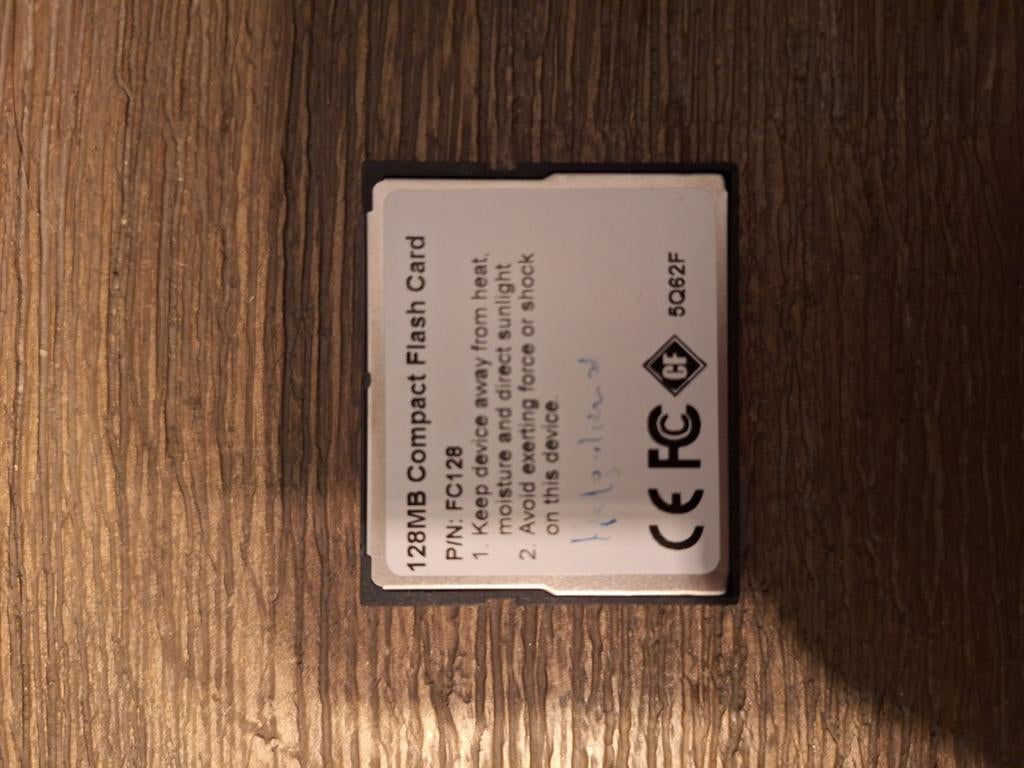 128MB Compact Flash Card
P/N: FC128
1. Keep device away from heat,
moisture and direct sunlight
2. Avoid exerting force or shock
on this device.
CE FC CF 5Q62F